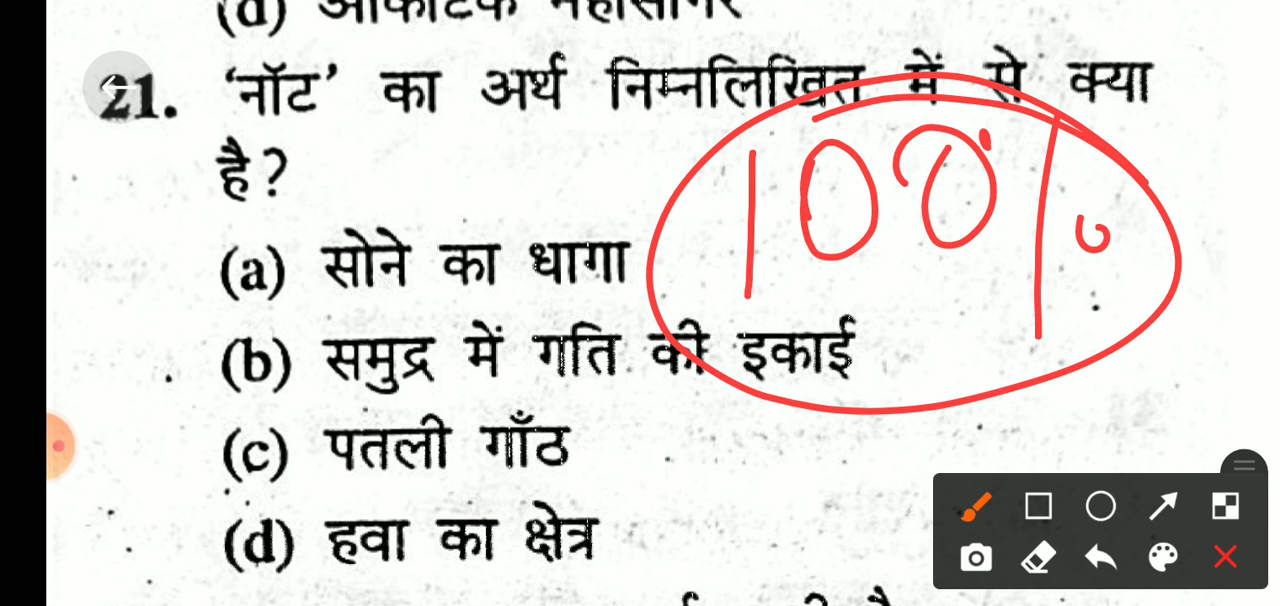 (d)
21. ‘नॉट’ का अर्थ निम्नलिखित में से क्या
है?
100%
(a) सोने का धागा
(b) समुद्र में गति की इकाई
(c) पतली गाँठ
(d) हवा का क्षेत्र